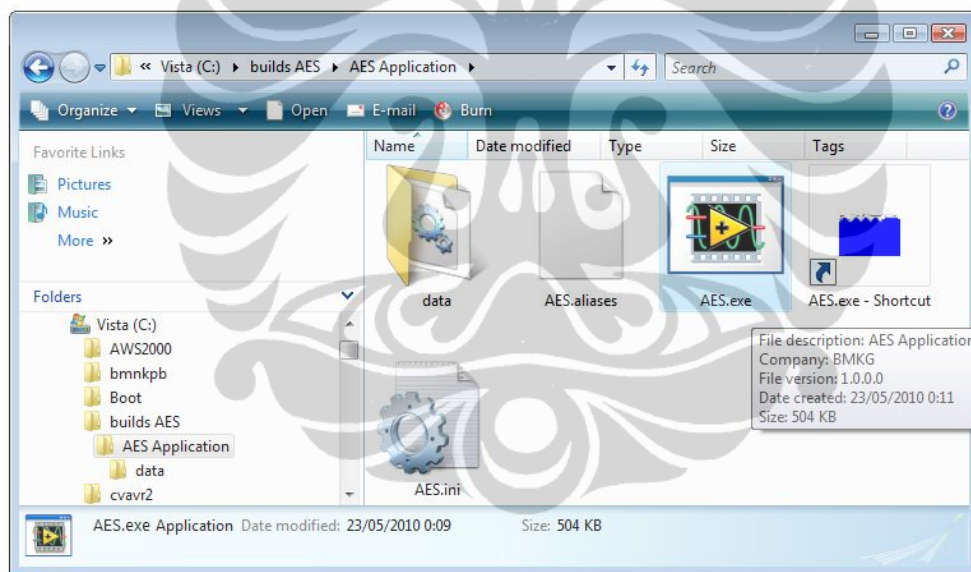 « Vista (C:) ▸ builds AES ▸ AES Application ▸ Search
Organize Views Open E-mail Burn
Favorite Links
Pictures
Music
More »
Folders
Vista (C:)
AWS2000
bmnkpb
Boot
builds AES
AES Application
data
cvavr2
Name Date modified Type Size Tags
data AES.aliases AES.exe AES.exe - Shortcut
File description: AES Application
Company: BMKG
File version: 1.0.0.0
Date created: 23/05/2010 0:11
Size: 504 KB
AES.ini
AES.exe Application Date modified: 23/05/2010 0:09 Size: 504 KB